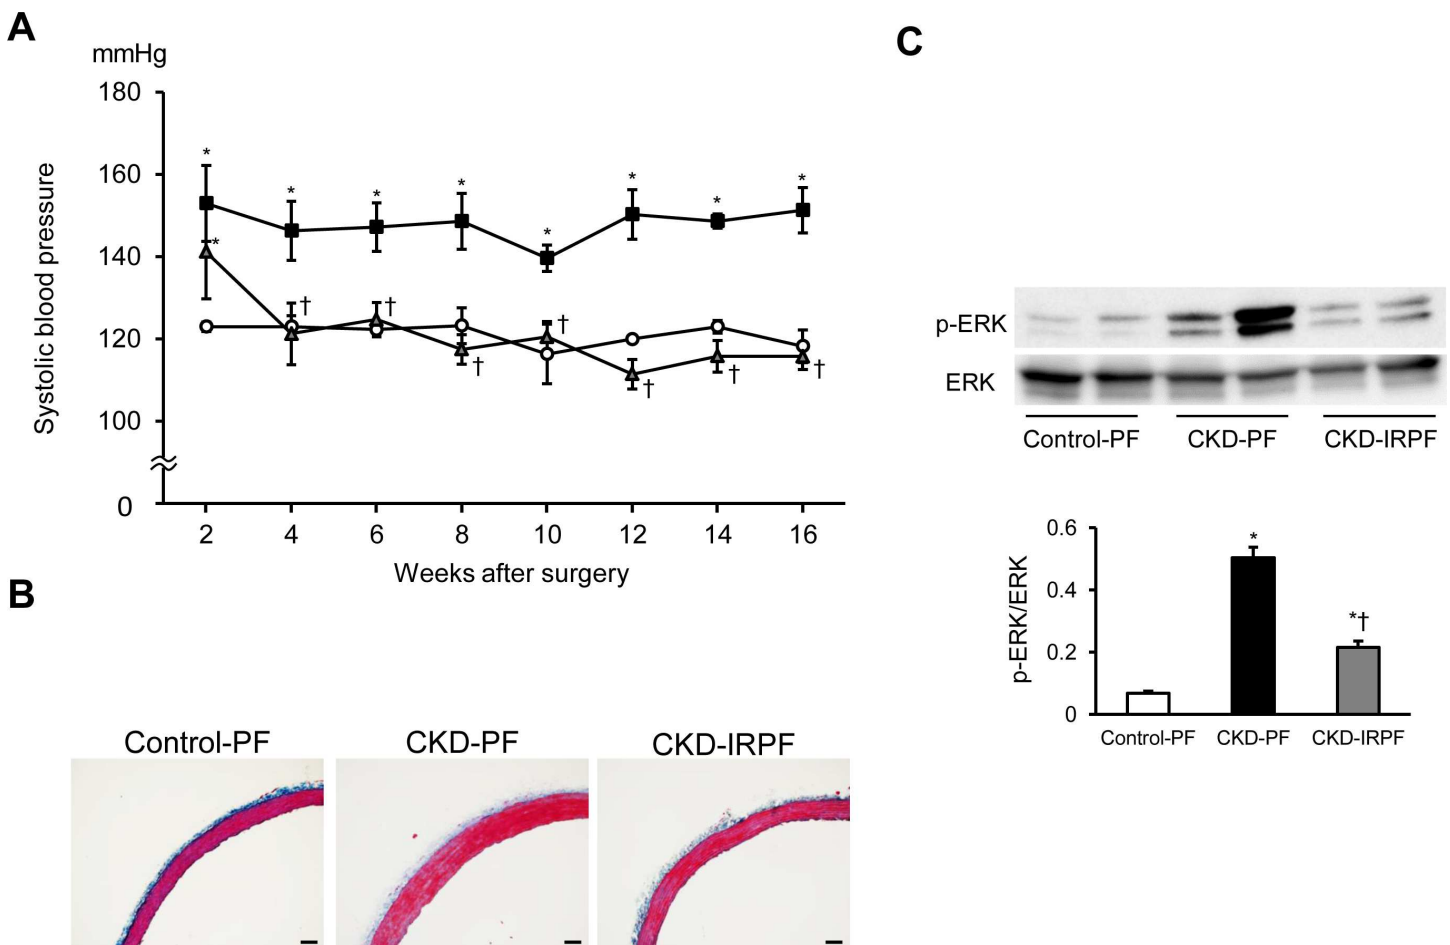 A
mmHg
180
160
140
120
100
0
Systolic blood pressure
* * * * * * * *
*
† † † † † † †
2 4 6 8 10 12 14 16
Weeks after surgery
B
Control-PF CKD-PF CKD-IRPF
C
p-ERK
ERK
Control-PF CKD-PF CKD-IRPF
0.6
0.4
0.2
0
p-ERK/ERK
*
*†
Control-PF CKD-PF CKD-IRPF